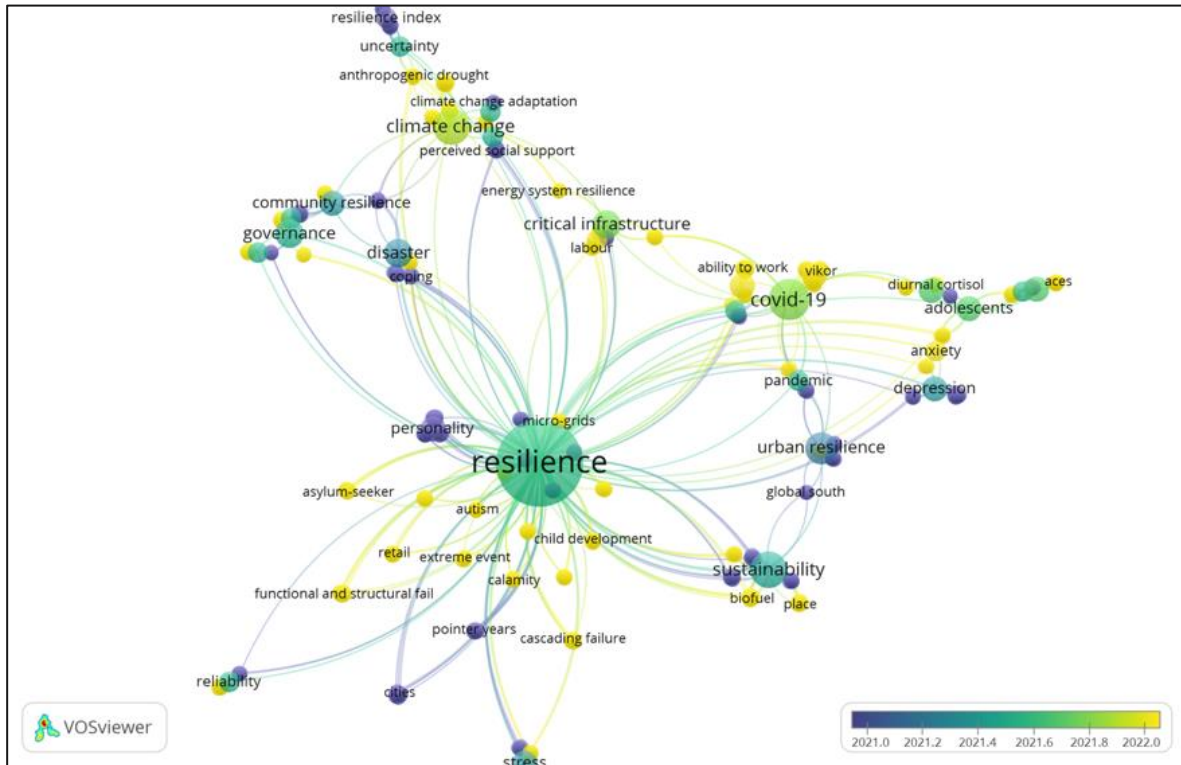 resilience index
uncertainty
anthropogenic drought
climate change adaptation
climate change
perceived social support
energy system resilience
community resilience
critical infrastructure
governance
labour
disaster
coping
ability to work
vikor
covid-19
diurnal cortisol
aces
adolescents
anxiety
pandemic
depression
micro-grids
personality
urban resilience
resilience
global south
asylum-seeker
autism
retail
extreme event
child development
calamity
sustainability
functional and structural fail
biofuel
place
pointer years
cascading failure
reliability
cities
stress
VOSviewer
2021.0 2021.2 2021.4 2021.6 2021.8 2022.0